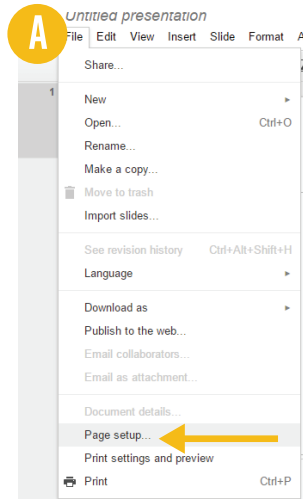 Untitled presentation
A
File Edit View Insert Slide Format
Share...
1
New
Open... Ctrl+O
Rename...
Make a copy...
Move to trash
Import slides...
See revision history Ctrl+Alt+Shift+H
Language
Download as
Publish to the web...
Email collaborators...
Email as attachment...
Document details...
Page setup...
Print settings and preview
Print Ctrl+P